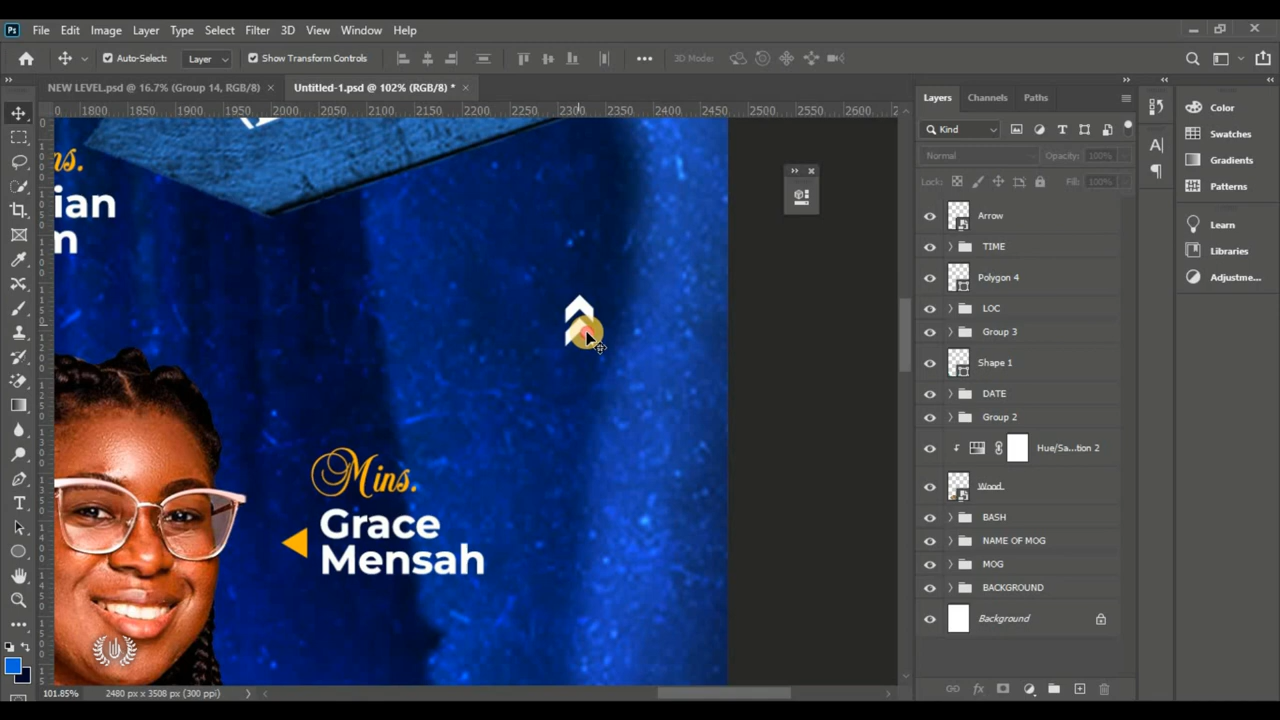 Ps File Edit Image Layer Type Select Filter 3D View Window Help
Auto-Select: Layer Show Transform Controls 3D Mode:
NEW LEVEL.psd @ 16.7% (Group 14, RGB/8) × Untitled-1.psd @ 102% (RGB/8) * ×
1800 1850 1900 1950 2000 2050 2100 2150 2200 2250 2300 2350 2400 2450 2500 2550 2600
Layers Channels Paths
Kind
Normal Opacity: 100%
Lock: Fill: 100%
Arrow
TIME
Polygon 4
LOC
Group 3
Shape 1
DATE
Group 2
Hue/Sa...tion 2
Wood
BASH
NAME OF MOG
MOG
BACKGROUND
Background
Color
Swatches
Gradients
Patterns
Learn
Libraries
Adjustme...
ns.
ian
m
Mins.
Grace
Mensah
101.85% 2480 px x 3508 px (300 ppi)